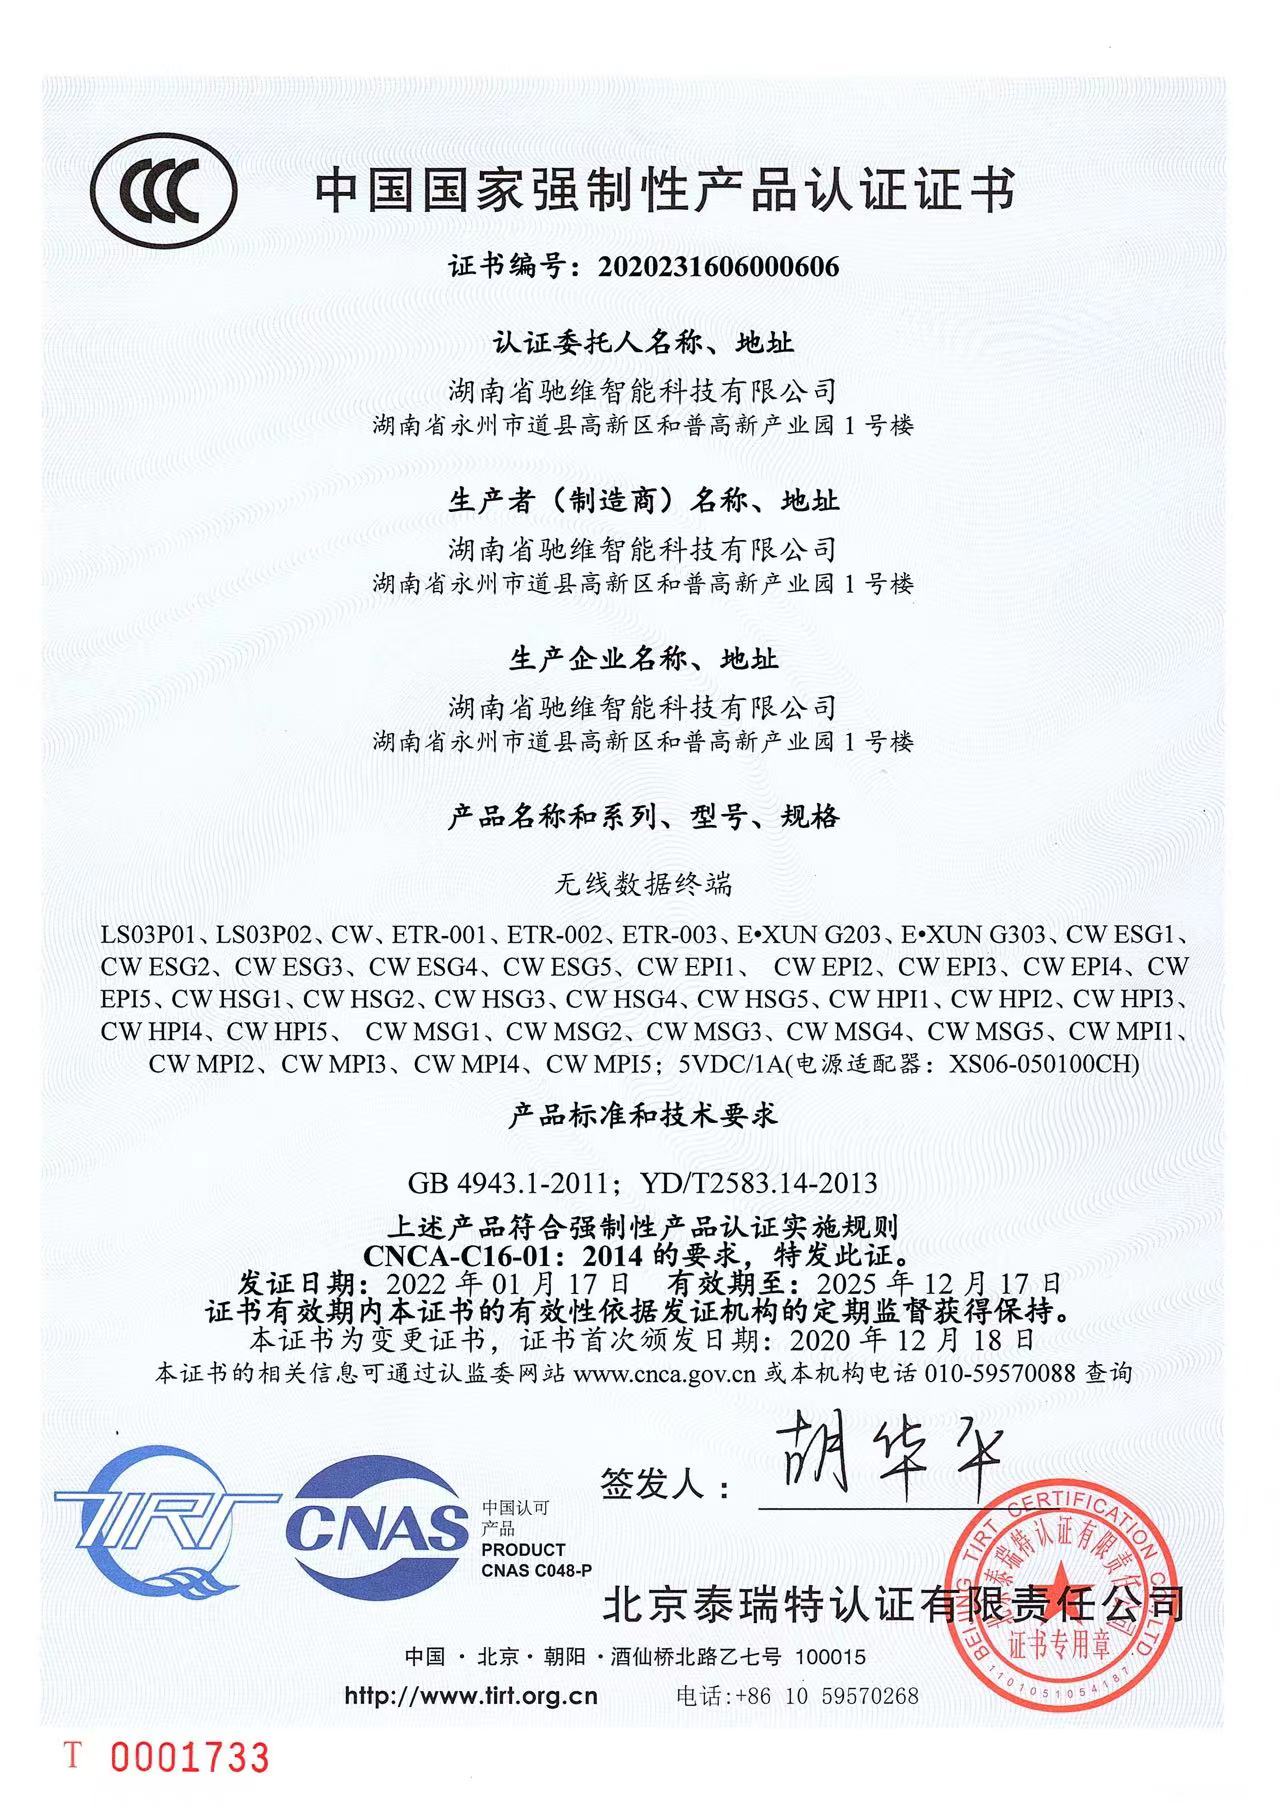 CCC
中国国家强制性产品认证证书
证书编号：2020231606000606
认证委托人名称、地址
湖南省驰维智能科技有限公司
湖南省永州市道县高新区和普高新产业园 1 号楼
生产者（制造商）名称、地址
湖南省驰维智能科技有限公司
湖南省永州市道县高新区和普高新产业园 1 号楼
生产企业名称、地址
湖南省驰维智能科技有限公司
湖南省永州市道县高新区和普高新产业园 1 号楼
产品名称和系列、型号、规格
无线数据终端
LS03P01、LS03P02、CW、ETR-001、ETR-002、ETR-003、E•XUN G203、E•XUN G303、CW ESG1、
CW ESG2、CW ESG3、CW ESG4、CW ESG5、CW EPI1、 CW EPI2、CW EPI3、CW EPI4、CW
EPI5、CW HSG1、CW HSG2、CW HSG3、CW HSG4、CW HSG5、CW HPI1、CW HPI2、CW HPI3、
CW HPI4、CW HPI5、 CW MSG1、CW MSG2、CW MSG3、CW MSG4、CW MSG5、CW MPI1、
CW MPI2、CW MPI3、CW MPI4、CW MPI5；5VDC/1A(电源适配器：XS06-050100CH)
产品标准和技术要求
GB 4943.1-2011；YD/T2583.14-2013
上述产品符合强制性产品认证实施规则
CNCA-C16-01：2014 的要求，特发此证。
发证日期：2022 年 01 月 17 日 有效期至：2025 年 12 月 17 日
证书有效期内本证书的有效性依据发证机构的定期监督获得保持。
本证书为变更证书，证书首次颁发日期：2020 年 12 月 18 日
本证书的相关信息可通过认监委网站 www.cnca.gov.cn 或本机构电话 010-59570088 查询
TIRT
CNAS
中国认可
产品
PRODUCT
CNAS C048-P
签发人：
胡华平
北京泰瑞特认证有限责任公司
BEIJING TIRT CERTIFICATION CO.,LTD
北京泰瑞特认证有限责任公司
证书专用章
1101051054187
中国 · 北京 · 朝阳 · 酒仙桥北路乙七号 100015
http://www.tirt.org.cn 电话:+86 10 59570268
T 0001733